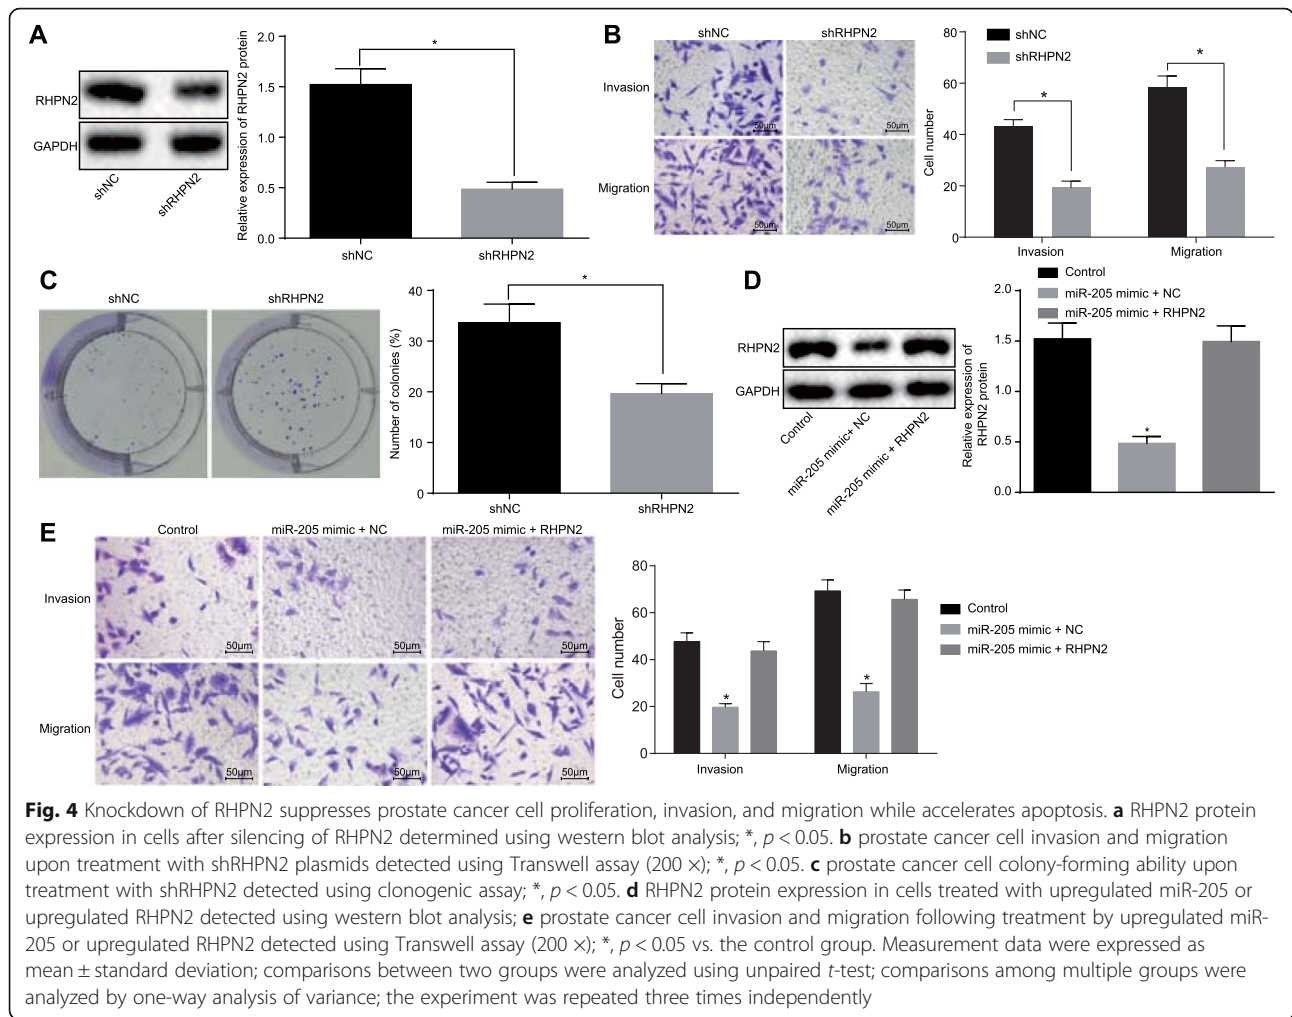 A
RHPN2
GAPDH
shNC
shRHPN2
Relative expression of RHPN2 protein
2.0
1.5
1.0
0.5
0.0
*
shNC
shRHPN2
B
shNC
shRHPN2
Invasion
Migration
50µm
50µm
50µm
50µm
Cell number
80
60
40
20
0
shNC
shRHPN2
*
*
Invasion
Migration
C
shNC
shRHPN2
Number of colonies (%)
40
30
20
10
0
*
shNC
shRHPN2
D
RHPN2
GAPDH
Control
miR-205 mimic+ NC
miR-205 mimic + RHPN2
Control
miR-205 mimic + NC
miR-205 mimic + RHPN2
Relative expression of
RHPN2 protein
2.0
1.5
1.0
0.5
0.0
*
E
Control
miR-205 mimic + NC
miR-205 mimic + RHPN2
Invasion
Migration
50µm
50µm
50µm
50µm
50µm
50µm
Cell number
80
60
40
20
0
*
*
Invasion
Migration
Control
miR-205 mimic + NC
miR-205 mimic + RHPN2
Fig. 4 Knockdown of RHPN2 suppresses prostate cancer cell proliferation, invasion, and migration while accelerates apoptosis. a RHPN2 protein
expression in cells after silencing of RHPN2 determined using western blot analysis; *, p < 0.05. b prostate cancer cell invasion and migration
upon treatment with shRHPN2 plasmids detected using Transwell assay (200 ×); *, p < 0.05. c prostate cancer cell colony-forming ability upon
treatment with shRHPN2 detected using clonogenic assay; *, p < 0.05. d RHPN2 protein expression in cells treated with upregulated miR-205 or
upregulated RHPN2 detected using western blot analysis; e prostate cancer cell invasion and migration following treatment by upregulated miR-
205 or upregulated RHPN2 detected using Transwell assay (200 ×); *, p < 0.05 vs. the control group. Measurement data were expressed as
mean ± standard deviation; comparisons between two groups were analyzed using unpaired t-test; comparisons among multiple groups were
analyzed by one-way analysis of variance; the experiment was repeated three times independently